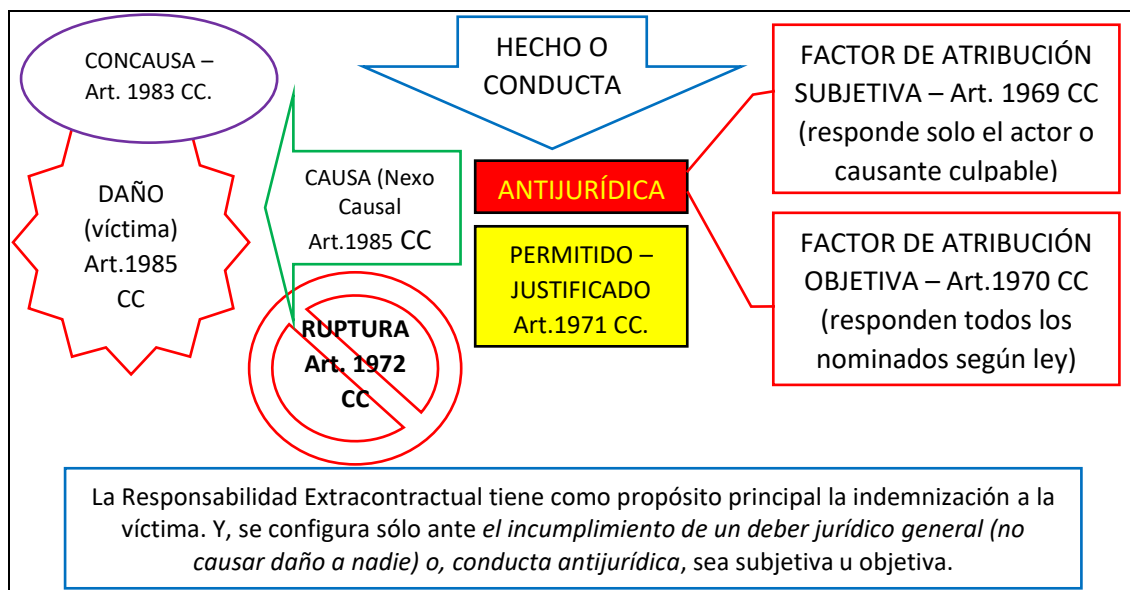 CONCAUSA –
Art. 1983 CC.
HECHO O
CONDUCTA
FACTOR DE ATRIBUCIÓN
SUBJETIVA – Art. 1969 CC
(responde solo el actor o
causante culpable)
DAÑO
(víctima)
Art.1985
CC
CAUSA (Nexo
Causal
Art.1985 CC
ANTIJURÍDICA
PERMITIDO –
JUSTIFICADO
Art.1971 CC.
FACTOR DE ATRIBUCIÓN
OBJETIVA – Art.1970 CC
(responden todos los
nominados según ley)
RUPTURA
Art. 1972
CC
La Responsabilidad Extracontractual tiene como propósito principal la indemnización a la
víctima. Y, se configura sólo ante el incumplimiento de un deber jurídico general (no
causar daño a nadie) o, conducta antijurídica, sea subjetiva u objetiva.